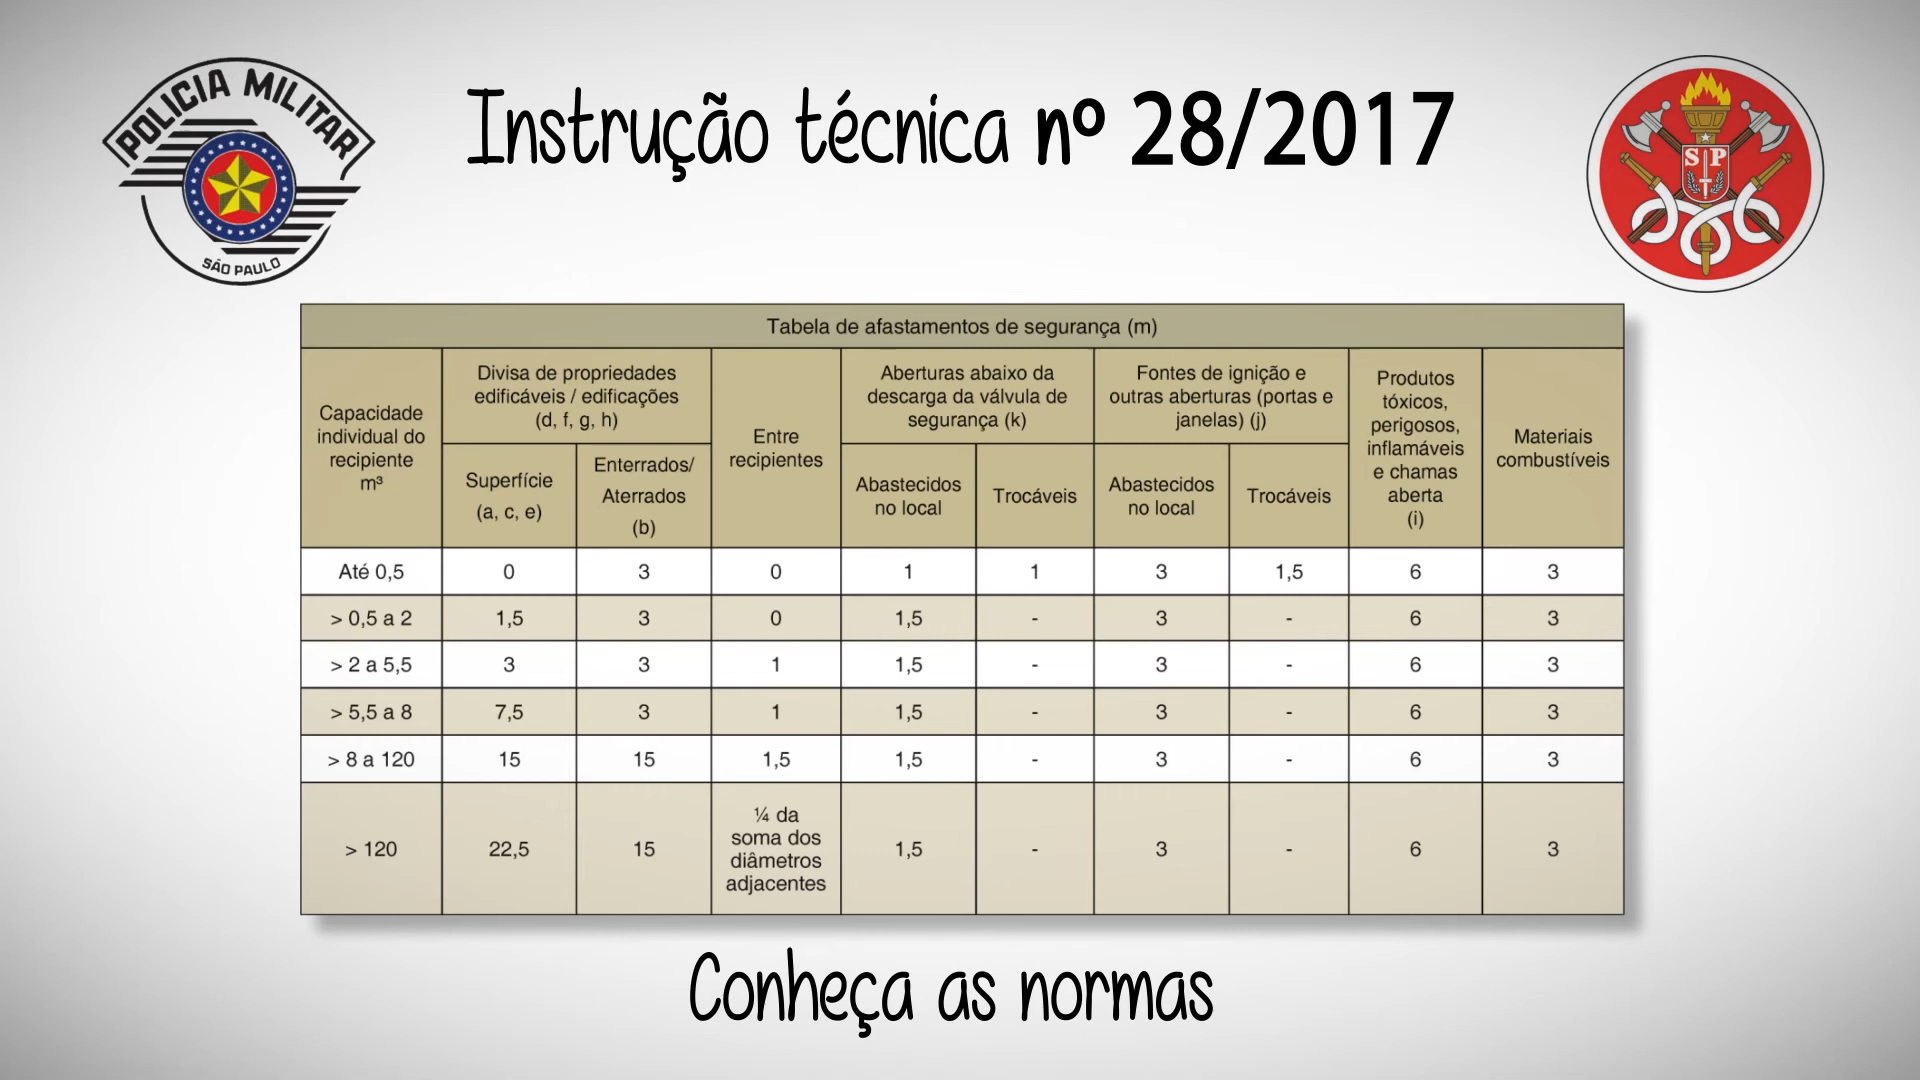 POLICIA MILITAR
SÃO PAULO
Instrução técnica nº 28/2017
SP
Tabela de afastamentos de segurança (m)
Capacidade
individual do
recipiente
m³
Divisa de propriedades
edificáveis / edificações
(d, f, g, h)
Superfície
(a, c, e)
Enterrados/
Aterrados
(b)
Entre
recipientes
Aberturas abaixo da
descarga da válvula de
segurança (k)
Abastecidos
no local
Trocáveis
Fontes de ignição e
outras aberturas (portas e
janelas) (j)
Abastecidos
no local
Trocáveis
Produtos
tóxicos,
perigosos,
inflamáveis
e chamas
aberta
(i)
Materiais
combustíveis
Até 0,5 0 3 0 1 1 3 1,5 6 3
> 0,5 a 2 1,5 3 0 1,5 - 3 - 6 3
> 2 a 5,5 3 3 1 1,5 - 3 - 6 3
> 5,5 a 8 7,5 3 1 1,5 - 3 - 6 3
> 8 a 120 15 15 1,5 1,5 - 3 - 6 3
> 120 22,5 15 ¼ da
soma dos
diâmetros
adjacentes
1,5 - 3 - 6 3
Conheça as normas